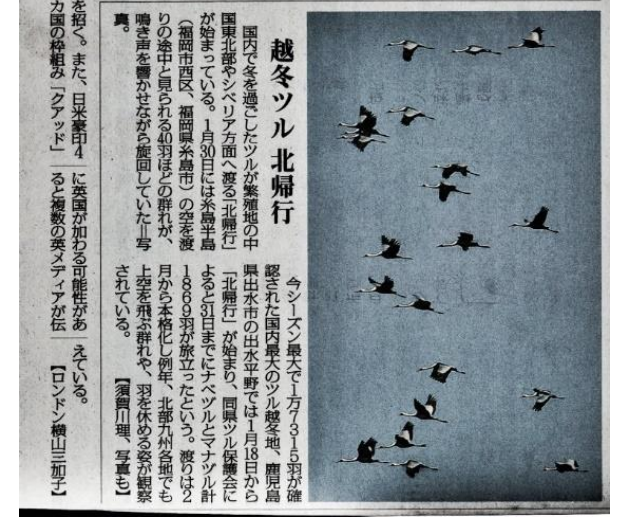 越冬ツル 北帰行
国内で冬を過ごしたツルが繁殖地の中
国東北部やシベリア方面へ渡る「北帰行」
が始まっている。1月30日には糸島半島
（福岡市西区、福岡県糸島市）の空を渡
りの途中と見られる40羽ほどの群れが、
鳴き声を響かせながら旋回していた＝写
真。
今シーズン最大で1万7315羽が確
認された国内最大のツル越冬地、鹿児島
県出水市の出水平野では1月18日から
「北帰行」が始まり、同県ツル保護会に
よると31日までにナベヅルとマナヅル計
1869羽が旅立ったという。渡りは2
月から本格化し例年、北部九州各地でも
上空を飛ぶ群れや、羽を休める姿が観察
されている。 【須賀川理、写真も】
を招く。また、日米豪印4
カ国の枠組み「クアッド」
に英国が加わる可能性があ
ると複数の英メディアが伝
えている。
【ロンドン横山三加子】